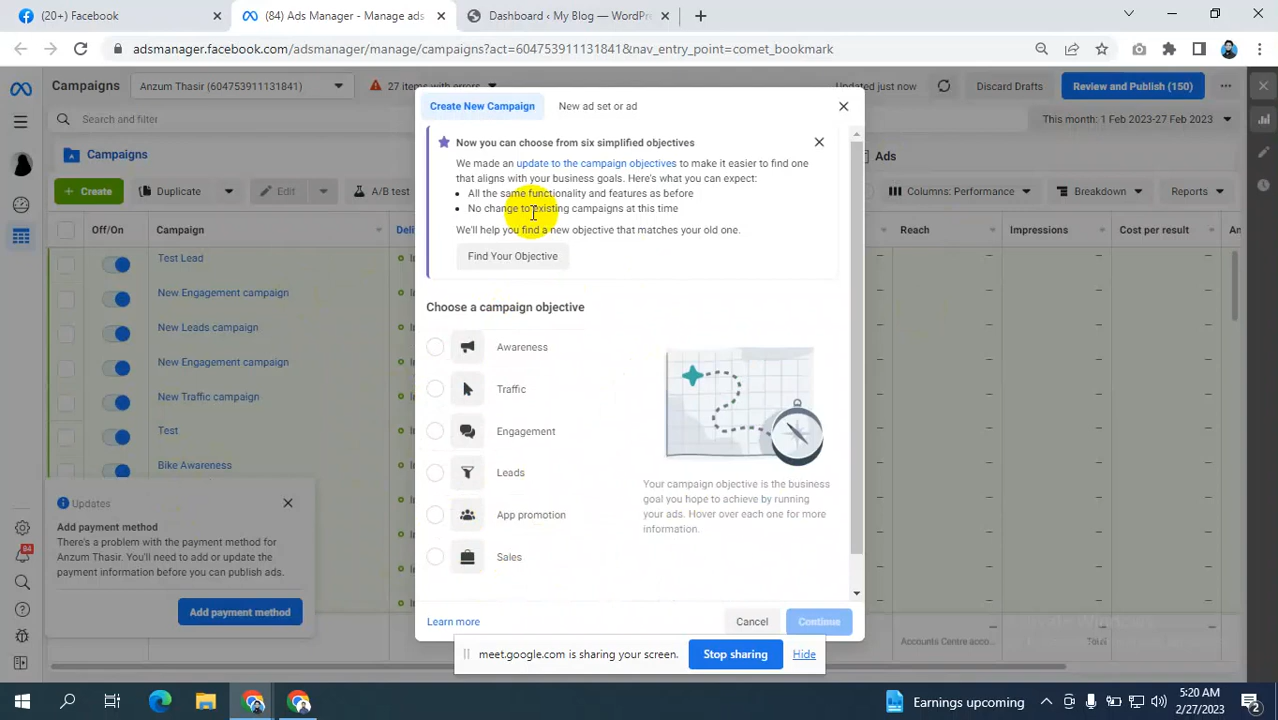 (20+) Facebook
(84) Ads Manager - Manage ads
Dashboard ‹ My Blog — WordPre
adsmanager.facebook.com/adsmanager/manage/campaigns?act=604753911131841&nav_entry_point=comet_bookmark
Campaigns
Anzum Thasir (604753911131841)
27 items with errors
Updated just now
Discard Drafts
Review and Publish (150)
Create New Campaign
New ad set or ad
Search and filter
This month: 1 Feb 2023-27 Feb 2023
Campaigns
Ads
Create
Duplicate
Edit
A/B test
Columns: Performance
Breakdown
Reports
Off/On
Campaign
Reach
Impressions
Cost per result
Test Lead
New Engagement campaign
New Leads campaign
New Engagement campaign
New Traffic campaign
Test
Bike Awareness
Now you can choose from six simplified objectives
We made an update to the campaign objectives to make it easier to find one
that aligns with your business goals. Here's what you can expect:
• All the same functionality and features as before
• No change to existing campaigns at this time
We'll help you find a new objective that matches your old one.
Find Your Objective
Choose a campaign objective
Awareness
Traffic
Engagement
Leads
App promotion
Sales
Your campaign objective is the business
goal you hope to achieve by running
your ads. Hover over each one for more
information.
Learn more
Cancel
Continue
Updates
Add payment method
There's a problem with the payment method for
Anzum Thasir. You'll need to add or update the
payment information before you can publish ads.
Add payment method
94
Accounts Centre acco...
Total
meet.google.com is sharing your screen.
Stop sharing
Hide
Earnings upcoming
5:20 AM
2/27/2023
2